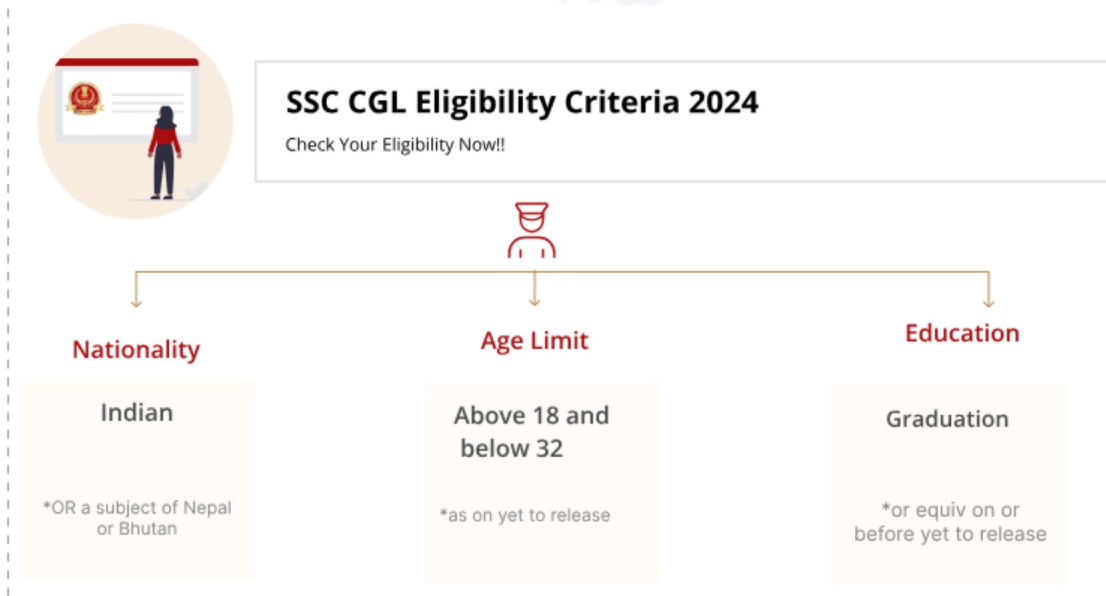 SSC CGL Eligibility Criteria 2024
Check Your Eligibility Now!!
Nationality
Indian
*OR a subject of Nepal
or Bhutan
Age Limit
Above 18 and
below 32
*as on yet to release
Education
Graduation
*or equiv on or
before yet to release